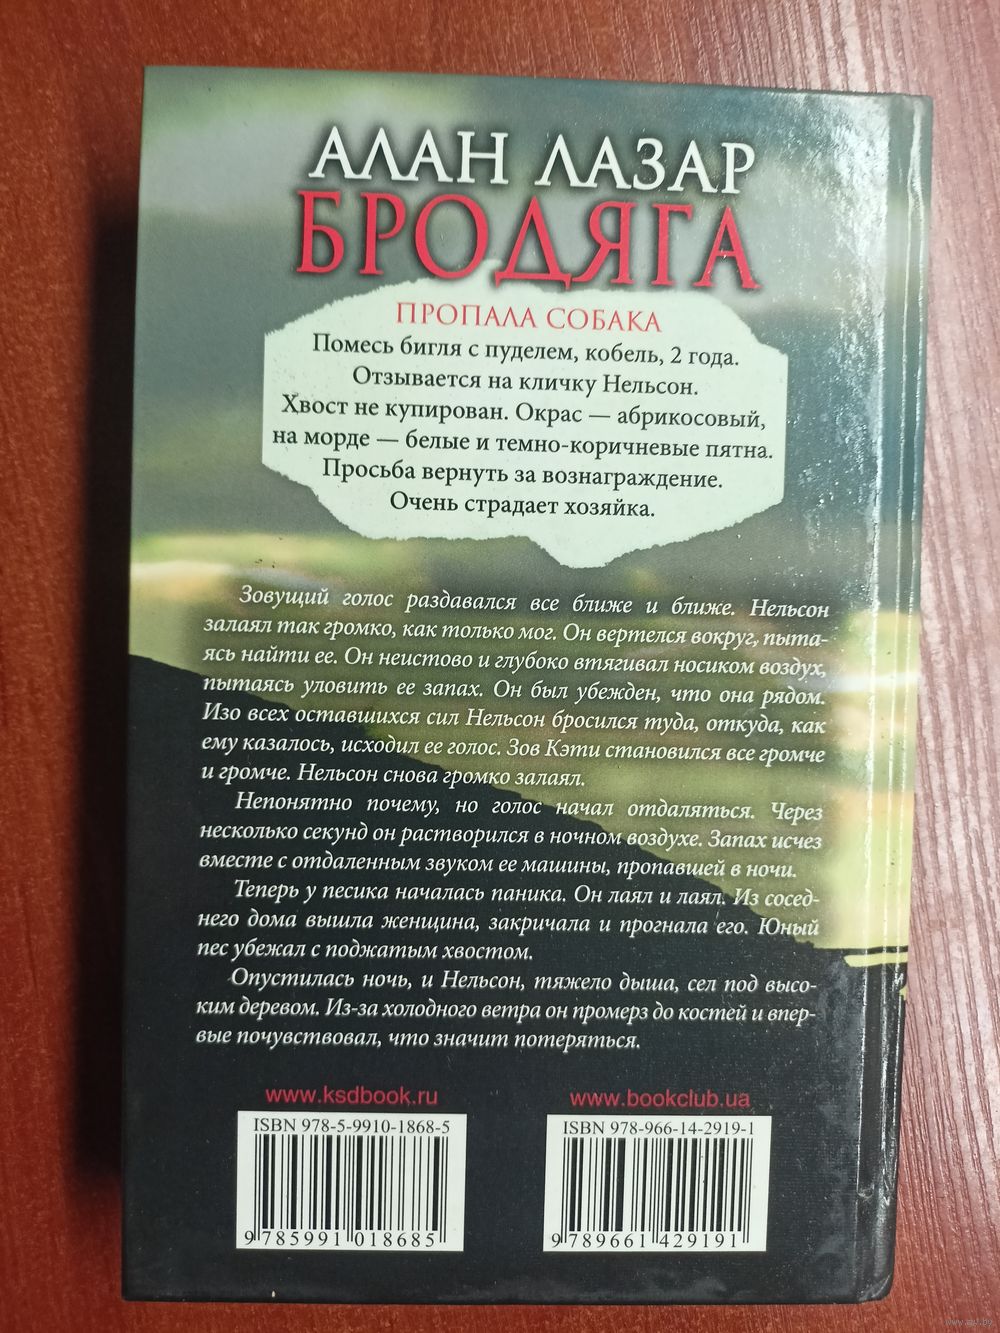 АЛАН ЛАЗАР
БРОДЯГА
ПРОПАЛА СОБАКА
Помесь бигля с пуделем, кобель, 2 года.
Отзывается на кличку Нельсон.
Хвост не купирован. Окрас — абрикосовый,
на морде — белые и темно-коричневые пятна.
Просьба вернуть за вознаграждение.
Очень страдает хозяйка.
Зовущий голос раздавался все ближе и ближе. Нельсон
залаял так громко, как только мог. Он вертелся вокруг, пыта-
ясь найти ее. Он неистово и глубоко втягивал носиком воздух,
пытаясь уловить ее запах. Он был убежден, что она рядом.
Изо всех оставшихся сил Нельсон бросился туда, откуда, как
ему казалось, исходил ее голос. Зов Кэти становился все громче
и громче. Нельсон снова громко залаял.
Непонятно почему, но голос начал отдаляться. Через
несколько секунд он растворился в ночном воздухе. Запах исчез
вместе с отдаленным звуком ее машины, пропавшей в ночи.
Теперь у песика началась паника. Он лаял и лаял. Из сосед-
него дома вышла женщина, закричала и прогнала его. Юный
пес убежал с поджатым хвостом.
Опустилась ночь, и Нельсон, тяжело дыша, сел под высо-
ким деревом. Из-за холодного ветра он промерз до костей и впер-
вые почувствовал, что значит потеряться.
www.ksdbook.ru
ISBN 978-5-9910-1868-5
9 785991 018685
www.bookclub.ua
ISBN 978-966-14-2919-1
9 789661 429191
www.ay.by